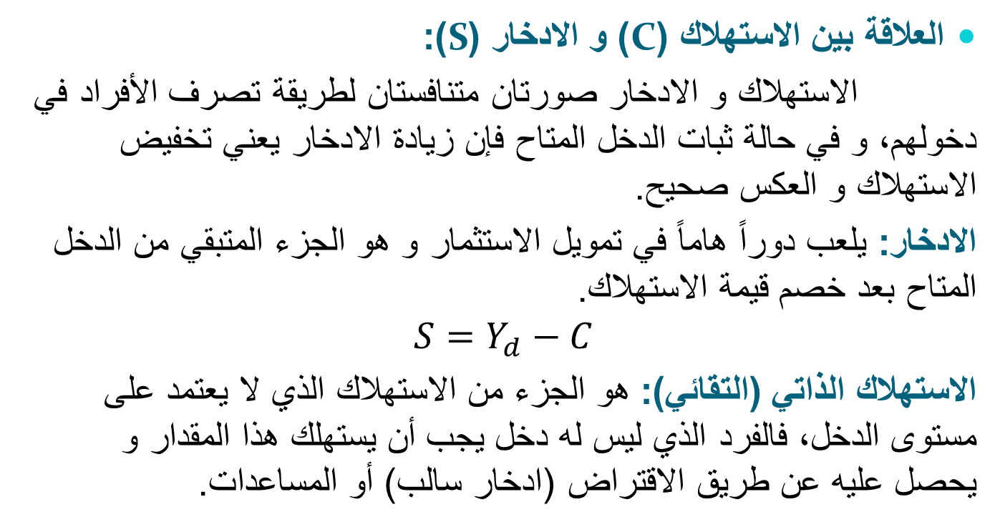 • العلاقة بين الاستهلاك (C) و الادخار (S):
الاستهلاك و الادخار صورتان متنافستان لطريقة تصرف الأفراد في
دخولهم، و في حالة ثبات الدخل المتاح فإن زيادة الادخار يعني تخفيض
الاستهلاك و العكس صحيح.
الادخار: يلعب دوراً هاماً في تمويل الاستثمار و هو الجزء المتبقي من الدخل
المتاح بعد خصم قيمة الاستهلاك.
S = Y_d − C
الاستهلاك الذاتي (التقائي): هو الجزء من الاستهلاك الذي لا يعتمد على
مستوى الدخل، فالفرد الذي ليس له دخل يجب أن يستهلك هذا المقدار و
يحصل عليه عن طريق الاقتراض (ادخار سالب) أو المساعدات.